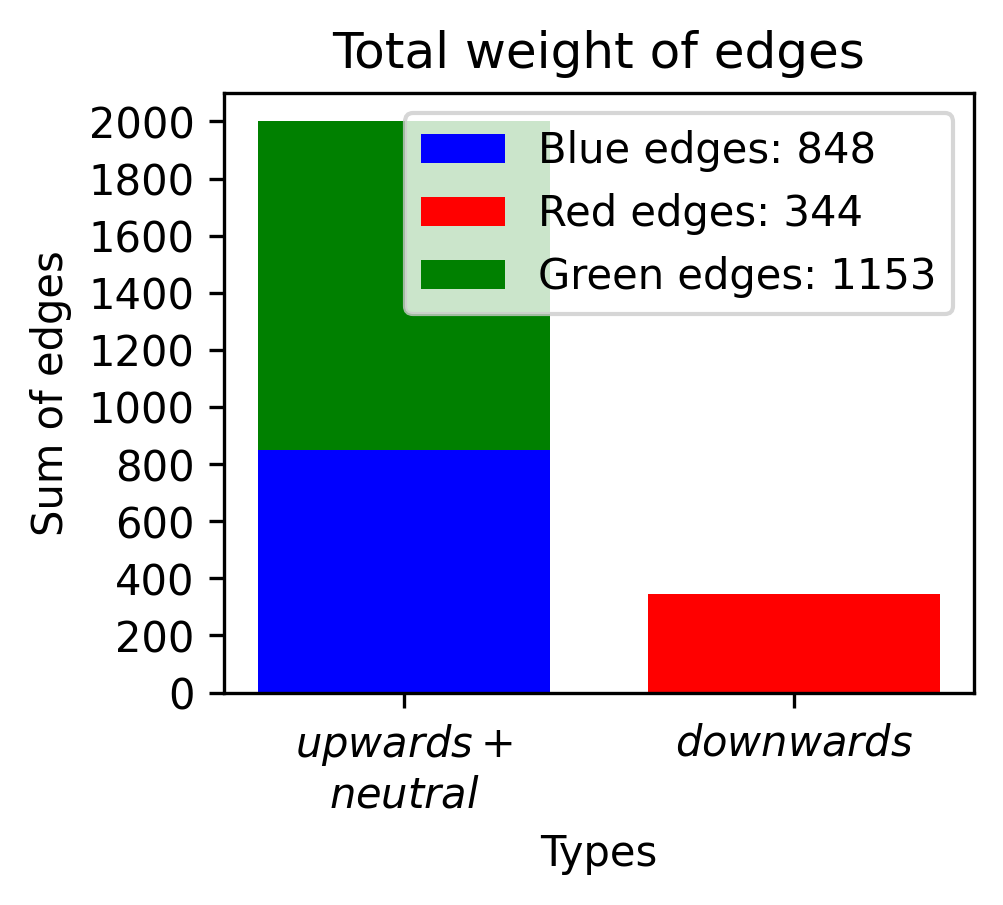 Total weight of edges
Sum of edges
2000
1800
1600
1400
1200
1000
800
600
400
200
0
Blue edges: 848
Red edges: 344
Green edges: 1153
upwards +
neutral
downwards
Types